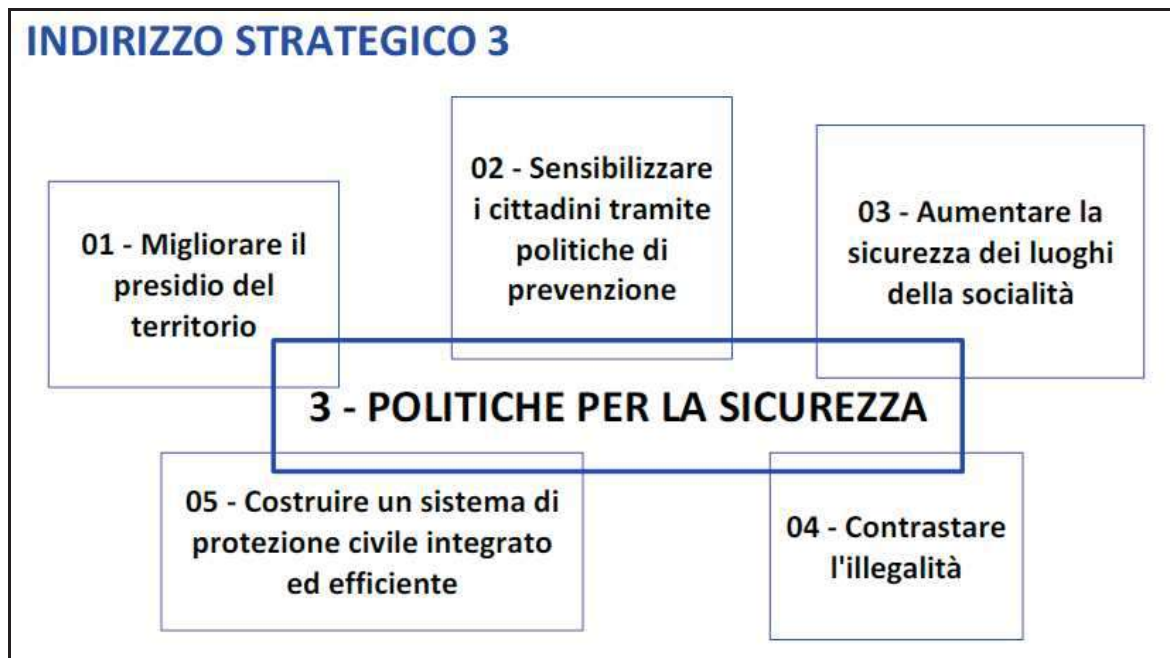 INDIRIZZO STRATEGICO 3
01 - Migliorare il
presidio del
territorio
02 - Sensibilizzare
i cittadini tramite
politiche di
prevenzione
03 - Aumentare la
sicurezza dei luoghi
della socialità
3 - POLITICHE PER LA SICUREZZA
05 - Costruire un sistema di
protezione civile integrato
ed efficiente
04 - Contrastare
l'illegalità